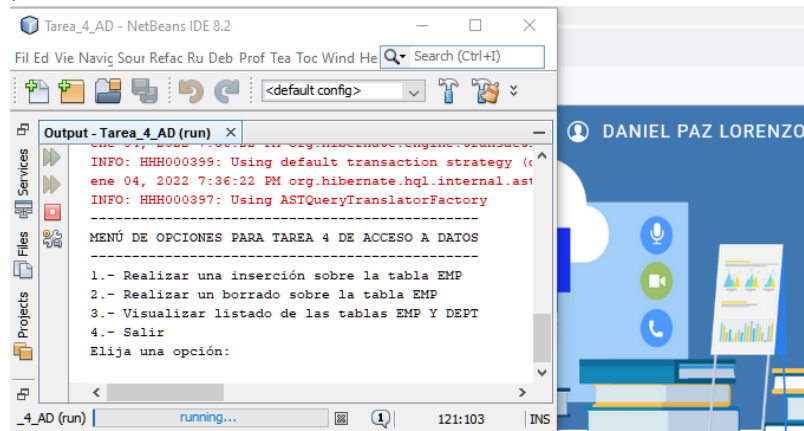 Tarea_4_AD - NetBeans IDE 8.2
Fil Ed Vie Navig Sour Refac Ru Deb Prof Tea Toc Wind He Search (Ctrl+I)
<default config>
Output - Tarea_4_AD (run) ×
INFO: HHH000399: Using default transaction strategy (
ene 04, 2022 7:36:22 PM org.hibernate.hql.internal.ast
INFO: HHH000397: Using ASTQueryTranslatorFactory
-----------------------------------------------
MENÚ DE OPCIONES PARA TAREA 4 DE ACCESO A DATOS
-----------------------------------------------
1.- Realizar una inserción sobre la tabla EMP
2.- Realizar un borrado sobre la tabla EMP
3.- Visualizar listado de las tablas EMP Y DEPT
4.- Salir
Elija una opción:
Services
Files
Projects
_4_AD (run)
running...
1
121:103
INS
DANIEL PAZ LORENZO